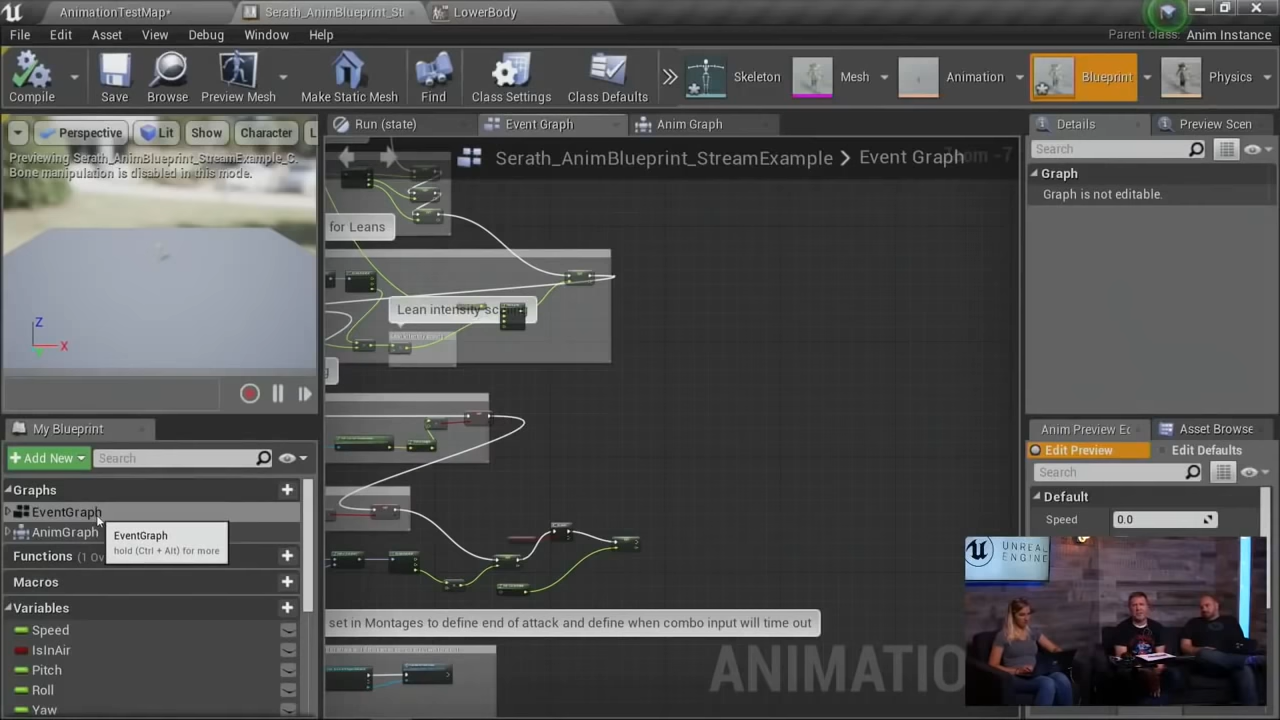 AnimationTestMap*
Serath_AnimBlueprint_St
LowerBody
File Edit Asset View Debug Window Help
Parent class: Anim Instance
Compile
Save
Browse
Preview Mesh
Make Static Mesh
Find
Class Settings
Class Defaults
Skeleton
Mesh
Animation
Blueprint
Physics
Perspective
Lit
Show
Character
L
Previewing Serath_AnimBlueprint_StreamExample_C.
Bone manipulation is disabled in this mode.
Z
X
Run (state)
Event Graph
Anim Graph
Serath_AnimBlueprint_StreamExample > Event Graph
Zoom -7
for Leans
Lean intensity sc
g
set in Montages to define end of attack and define when combo input will time out
ANIMATIO
Details
Preview Scen
Search
Graph
Graph is not editable.
My Blueprint
+Add New
Search
Graphs
EventGraph
AnimGraph
EventGraph
hold (Ctrl + Alt) for more
Functions (1 Ov
Macros
Variables
Speed
IsInAir
Pitch
Roll
Yaw
Anim Preview Ec
Asset Browse
Edit Preview
Edit Defaults
Search
Default
Speed
0.0
UNREAL
ENGINE